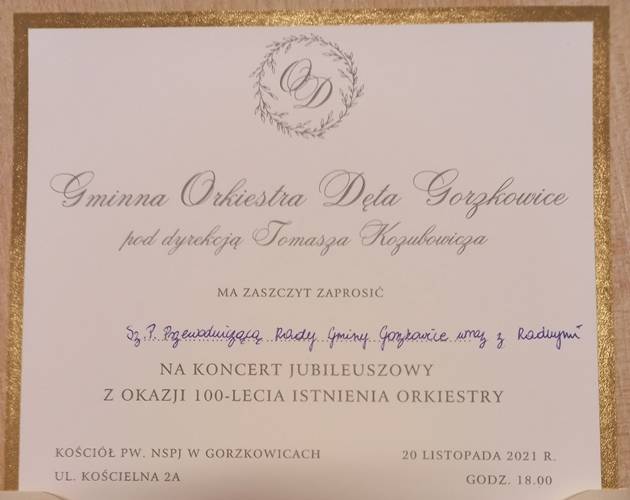 OD
Gminna Orkiestra Dęta Gorzkowice
pod dyrekcją Tomasza Kozubowicza
MA ZASZCZYT ZAPROSIĆ
Sz. P. Przewodniczącą Rady Gminy Gorzkowice wraz z Radnymi
NA KONCERT JUBILEUSZOWY
Z OKAZJI 100-LECIA ISTNIENIA ORKIESTRY
KOŚCIÓŁ PW. NSPJ W GORZKOWICACH
UL. KOŚCIELNA 2A
20 LISTOPADA 2021 R.
GODZ. 18.00